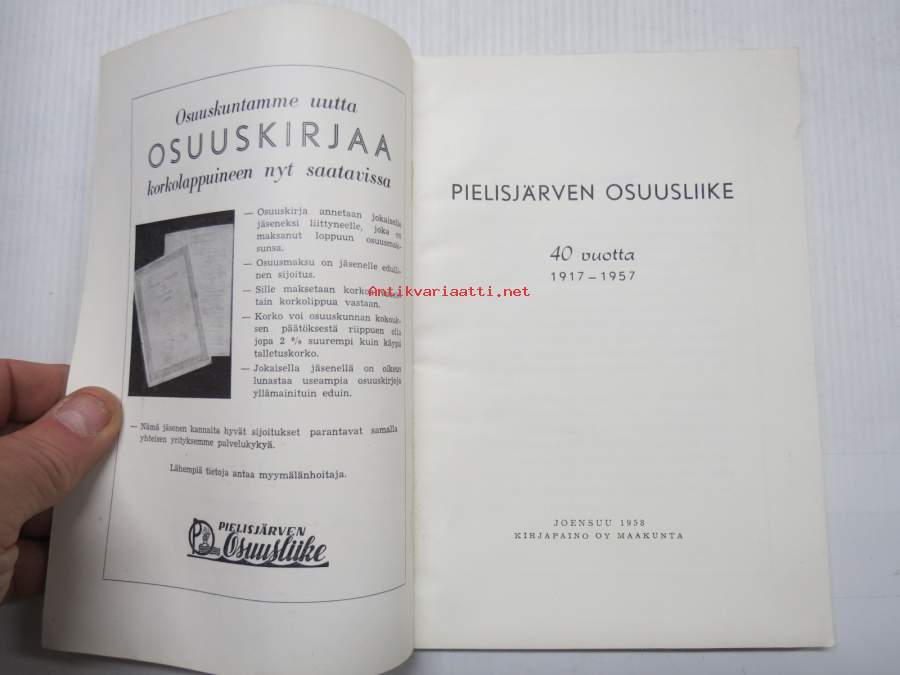 Osuuskuntamme uutta
OSUUSKIRJAA
korkolappuineen nyt saatavissa
— Osuuskirja annetaan jokaiselle
jäseneksi liittyneelle, joka on
maksanut loppuun osuusmak-
sunsa.
— Osuusmaksu on jäsenelle edulli-
nen sijoitus.
— Sille maksetaan korko
tain korkolippua vastaan.
— Korko voi osuuskunnan kokouk-
sen päätöksestä riippuen olla
jopa 2 % suurempi kuin käypä
talletuskorko.
— Jokaisella jäsenellä on oikeus
lunastaa useampia osuuskirjoja
yllämainituin eduin.
— Nämä jäsenen kannalta hyvät sijoitukset parantavat samalla
yhteisen yrityksemme palvelukykyä.
Lähempiä tietoja antaa myymälänhoitaja.
PIELISJÄRVEN
Osuusliike
PIELISJÄRVEN OSUUSLIIKE
40 vuotta
1917 – 1957
Antikvariaatti.net
JOENSUU 1958
KIRJAPAINO OY MAAKUNTA